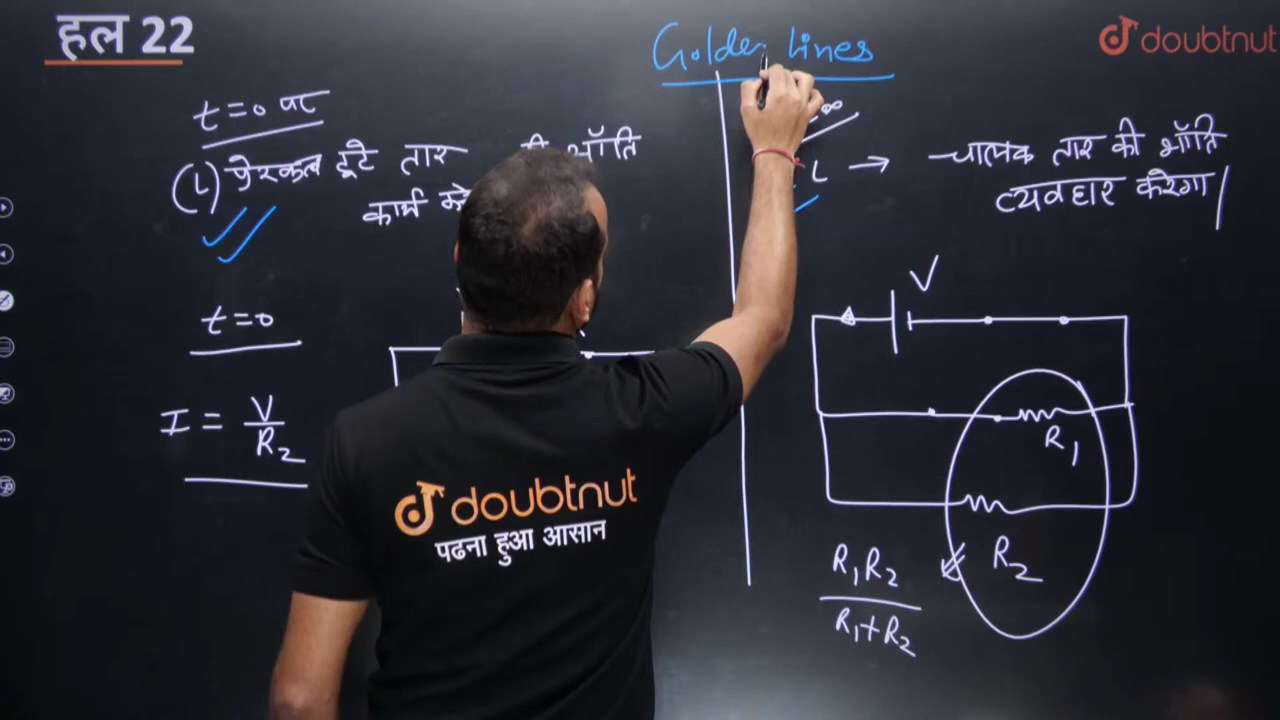 हल 22
doubtnut
Golden Lines
t=0 पर
(L) प्रेरकत्व टूटे तार की भाँति
कार्य
t=0
I = V/R₂
∞
L → चालक तार की भाँति
व्यवहार करेगा।
V
R₁
R₂
R₁R₂/R₁+R₂
doubtnut
पढना हुआ आसान